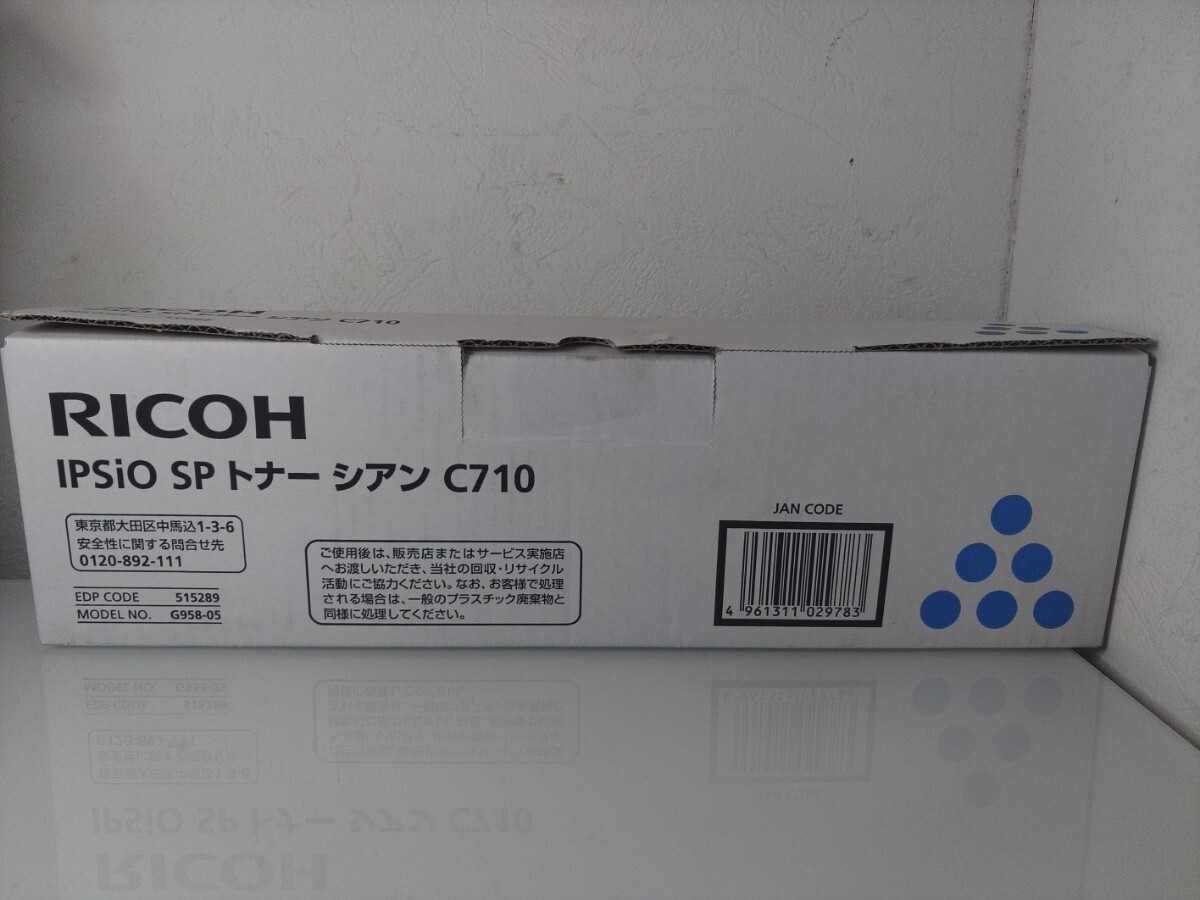 シアン C710
RICOH
IPSiO SP トナー シアン C710
東京都大田区中馬込1-3-6
安全性に関する問合せ先
0120-892-111
EDP CODE 515289
MODEL NO. G958-05
ご使用後は、販売店またはサービス実施店
へお渡しいただき、当社の回収・リサイクル
活動にご協力ください。なお、お客様で処理
される場合は、一般のプラスチック廃棄物と
同様に処理してください。
JAN CODE
4 961311 029783